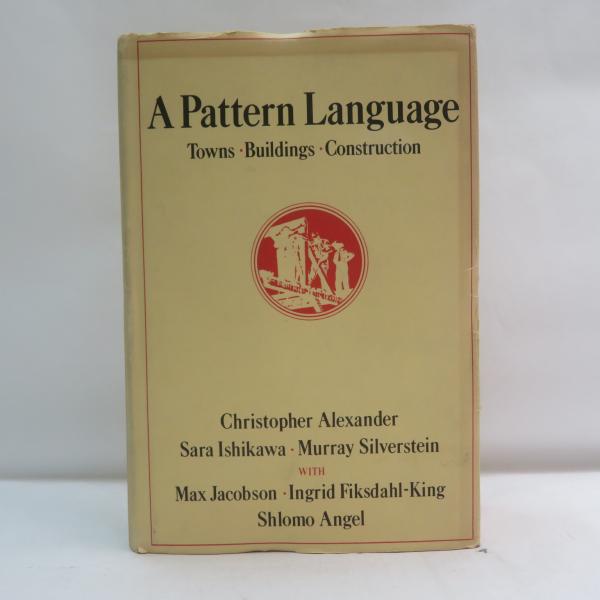 A Pattern Language
Towns · Buildings · Construction
Christopher Alexander
Sara Ishikawa · Murray Silverstein
WITH
Max Jacobson · Ingrid Fiksdahl-King
Shlomo Angel